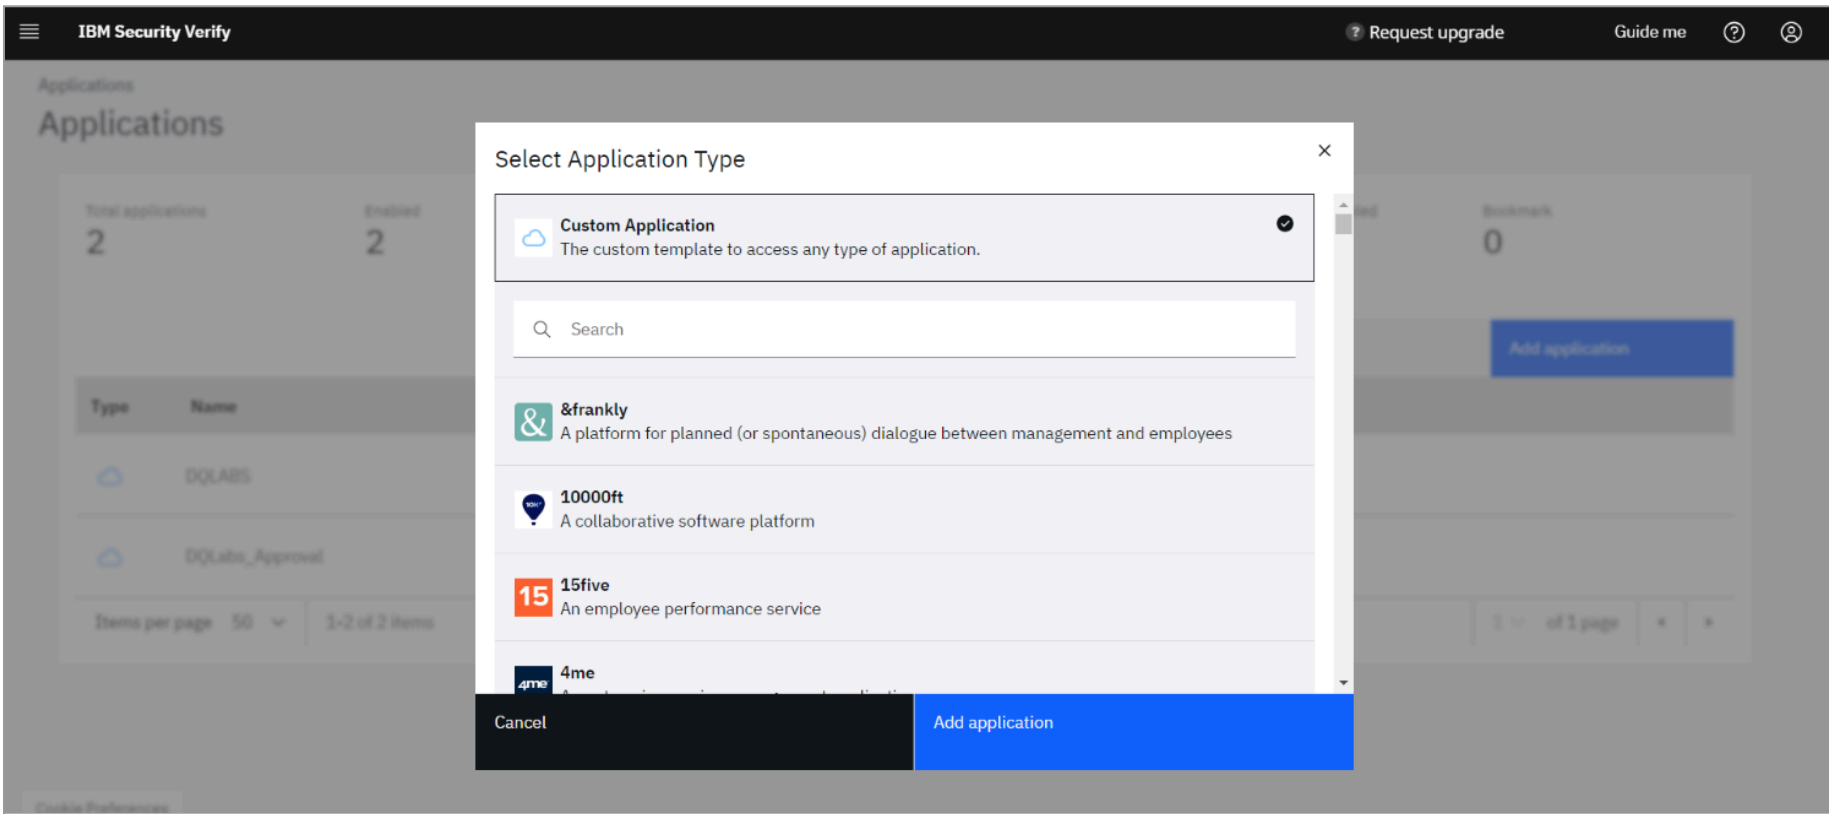 IBM Security Verify
? Request upgrade
Guide me
?
Applications
Applications
Total applications
2
Enabled
2
Bookmark
0
Add application
Type Name
DQLABS
DQLabs_Approval
Items per page 50
1-2 of 2 items
1
of 1 page
Select Application Type
Custom Application
The custom template to access any type of application.
Search
&
&frankly
A platform for planned (or spontaneous) dialogue between management and employees
10000ft
A collaborative software platform
15
15five
An employee performance service
4me
4me
Cancel
Add application
Cookie Preferences